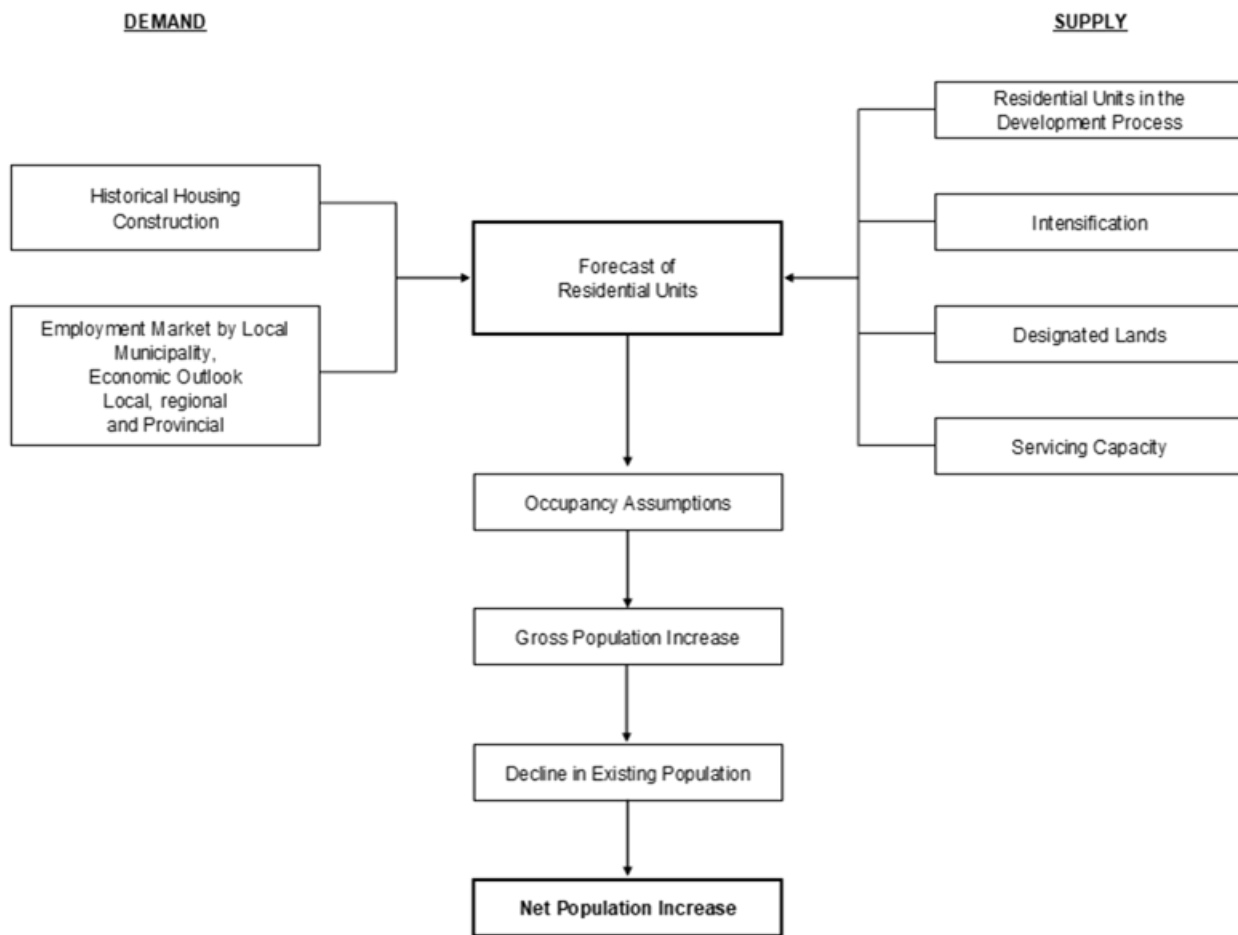 DEMAND
SUPPLY
Residential Units in the
Development Process
Historical Housing
Construction
Intensification
Forecast of
Residential Units
Employment Market by Local
Municipality,
Economic Outlook
Local, regional
and Provincial
Designated Lands
Servicing Capacity
Occupancy Assumptions
Gross Population Increase
Decline in Existing Population
Net Population Increase